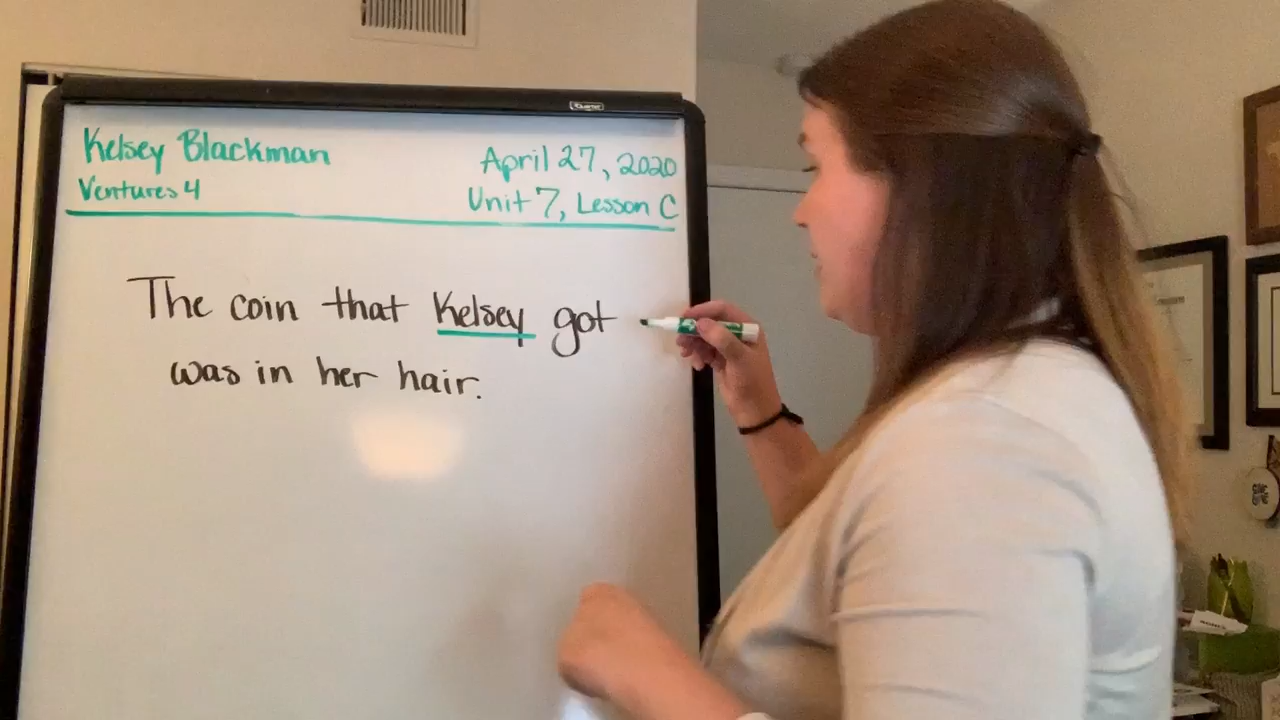 Quartet
Kelsey Blackman April 27, 2020
Ventures 4 Unit 7, Lesson C
The coin that Kelsey got
was in her hair.